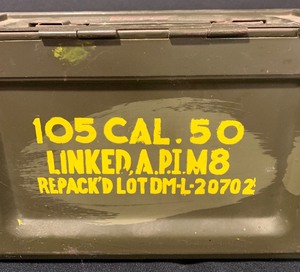 105 CAL. 50
LINKED, A.P.I.M8
REPACK'D LOT DM-L-20702